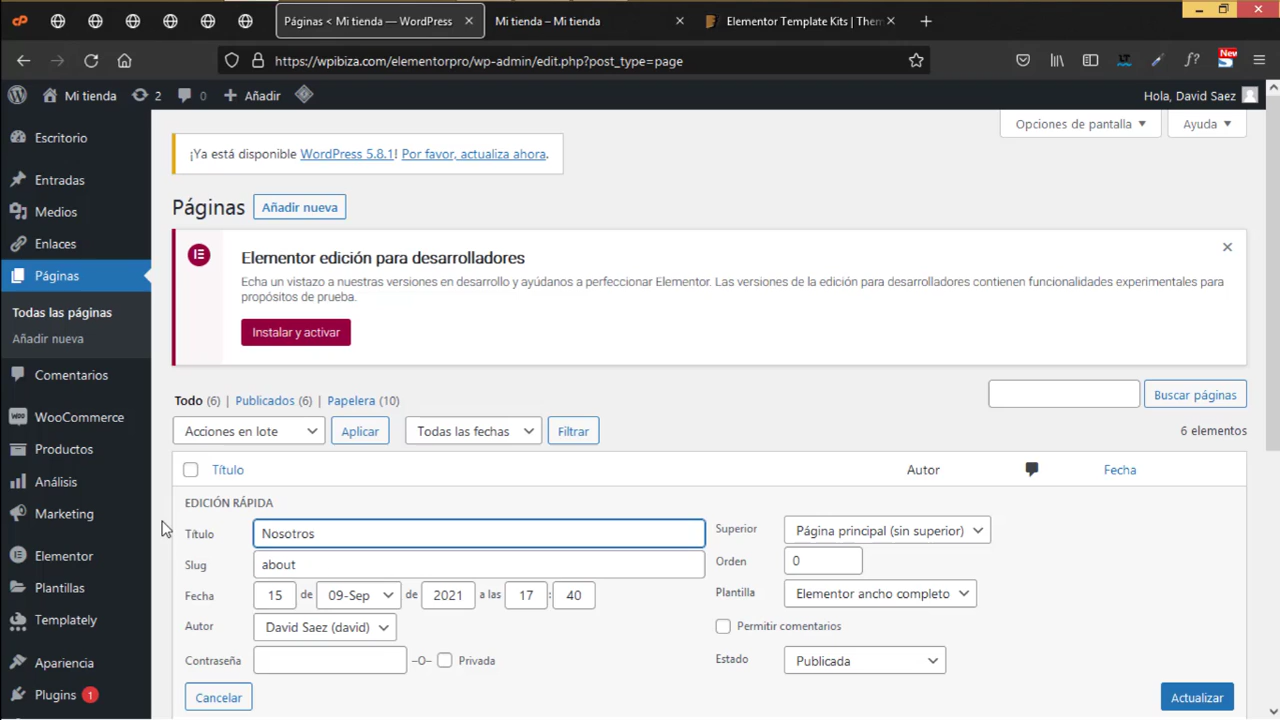 Páginas < Mi tienda — WordPress
Mi tienda – Mi tienda
Elementor Template Kits | Them
https://wpibiza.com/elementorpro/wp-admin/edit.php?post_type=page
New
Mi tienda
2
0
Añadir
Hola, David Saez
Escritorio
Entradas
Medios
Enlaces
Páginas
Todas las páginas
Añadir nueva
Comentarios
WooCommerce
Productos
Análisis
Marketing
Elementor
Plantillas
Templately
Apariencia
Plugins 1
Opciones de pantalla
Ayuda
¡Ya está disponible WordPress 5.8.1! Por favor, actualiza ahora.
Páginas
Añadir nueva
Elementor edición para desarrolladores
Echa un vistazo a nuestras versiones en desarrollo y ayúdanos a perfeccionar Elementor. Las versiones de la edición para desarrolladores contienen funcionalidades experimentales para
propósitos de prueba.
Instalar y activar
Todo (6) | Publicados (6) | Papelera (10)
Buscar páginas
Acciones en lote
Aplicar
Todas las fechas
Filtrar
6 elementos
Título
Autor
Fecha
EDICIÓN RÁPIDA
Título Nosotros
Slug about
Fecha 15 de 09-Sep de 2021 a las 17 : 40
Autor David Saez (david)
Contraseña –O– Privada
Superior Página principal (sin superior)
Orden 0
Plantilla Elementor ancho completo
Permitir comentarios
Estado Publicada
Cancelar
Actualizar